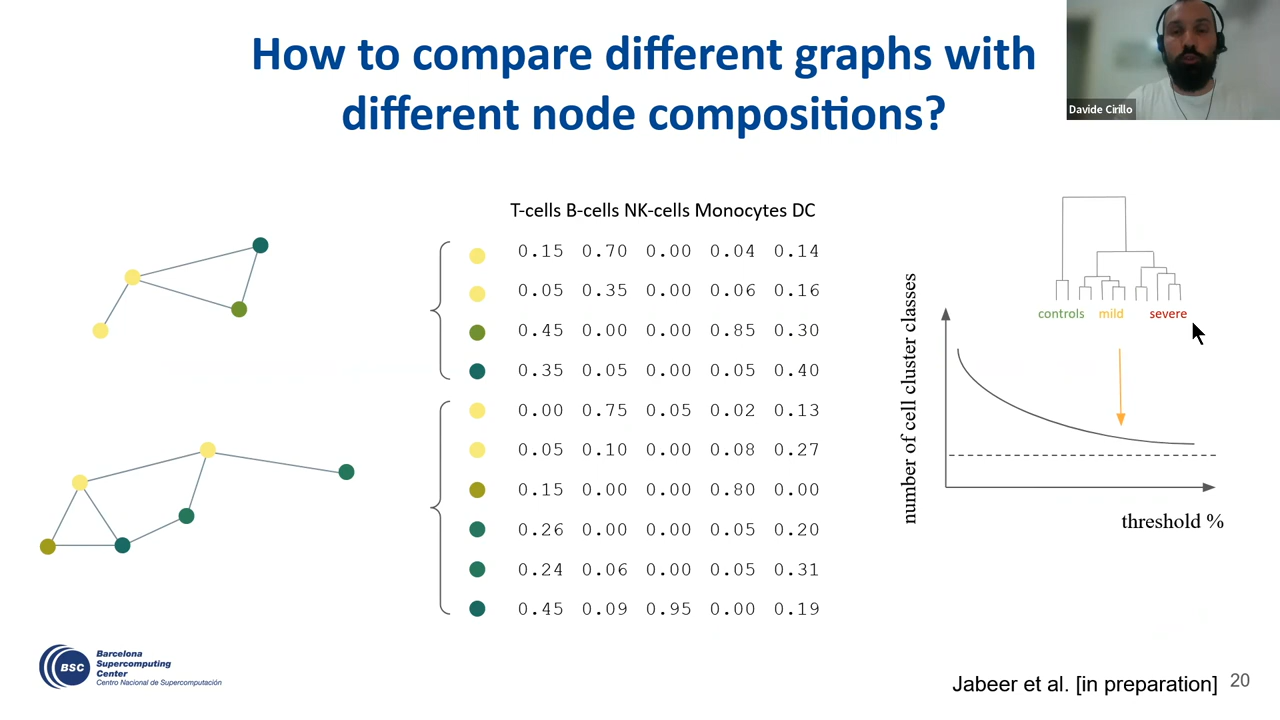 How to compare different graphs with
different node compositions?
Davide Cirillo
T-cells B-cells NK-cells Monocytes DC
0.15 0.70 0.00 0.04 0.14
0.05 0.35 0.00 0.06 0.16
0.45 0.00 0.00 0.85 0.30
0.35 0.05 0.00 0.05 0.40
0.00 0.75 0.05 0.02 0.13
0.05 0.10 0.00 0.08 0.27
0.15 0.00 0.00 0.80 0.00
0.26 0.00 0.00 0.05 0.20
0.24 0.06 0.00 0.05 0.31
0.45 0.09 0.95 0.00 0.19
controls mild severe
number of cell cluster classes
threshold %
BSC
Barcelona
Supercomputing
Center
Centro Nacional de Supercomputación
Jabeer et al. [in preparation]
20